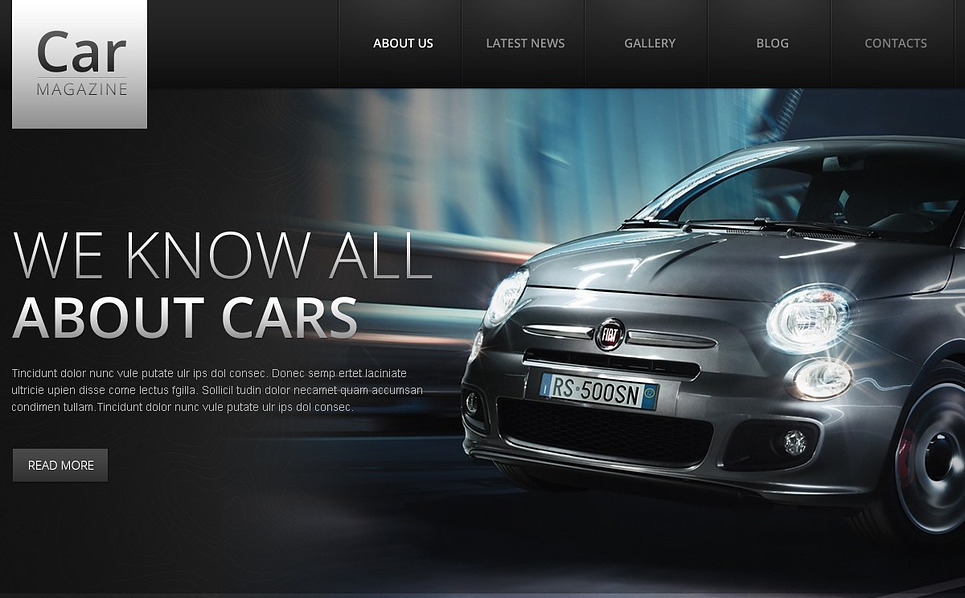 Car
MAGAZINE
ABOUT US
LATEST NEWS
GALLERY
BLOG
CONTACTS
WE KNOW ALL
ABOUT CARS
Tincidunt dolor nunc vule putate ulr ips dol consec. Donec semp ertet laciniate
ultricie upien disse come lectus fgilla. Sollicil tudin dolor necamet quam accumsan
condimen tullam.Tincidunt dolor nunc vule putate ulr ips dol consec.
READ MORE
FIAT
RS·500SN